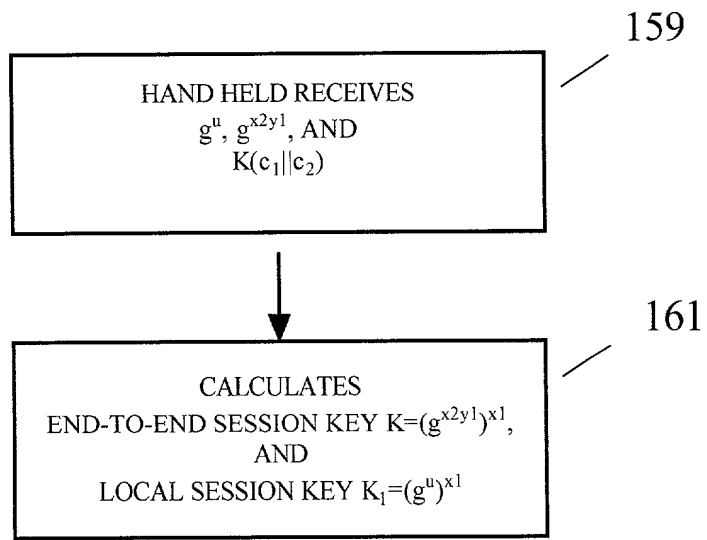 159
HAND HELD RECEIVES
g^u, g^x2y1, AND
K(c₁||c₂)
161
CALCULATES
END-TO-END SESSION KEY K=(g^x2y1)^x1,
AND
LOCAL SESSION KEY K₁=(g^u)^x1